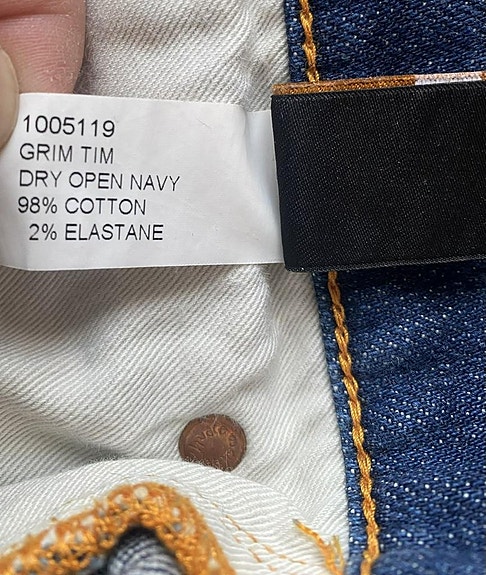 1005119
GRIM TIM
DRY OPEN NAVY
98% COTTON
2% ELASTANE